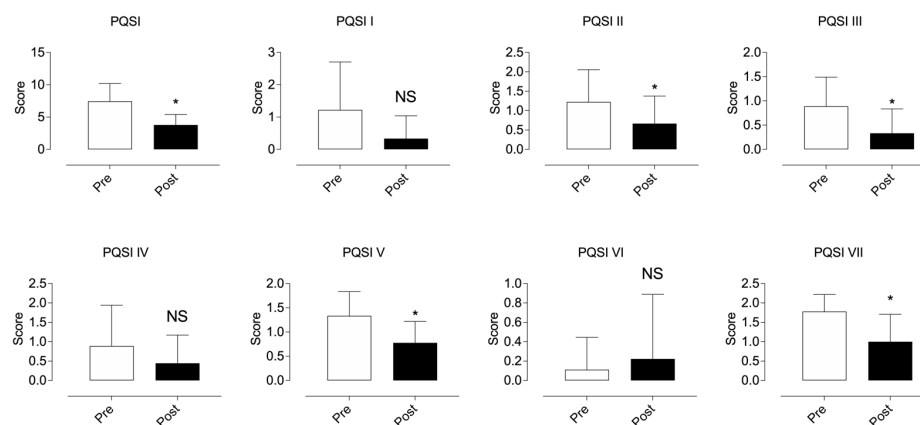 PQSI
Score
15
10
5
0
*
Pre
Post
PQSI I
3
2
1
0
NS
Pre
Post
PQSI II
Score
2.5
2.0
1.5
1.0
0.5
0.0
*
Pre
Post
PQSI III
Score
2.0
1.5
1.0
0.5
0.0
*
Pre
Post
PQSI IV
Score
2.5
2.0
1.5
1.0
0.5
0.0
NS
Pre
Post
PQSI V
Score
2.0
1.5
1.0
0.5
0.0
*
Pre
Post
PQSI VI
Score
1.0
0.8
0.6
0.4
0.2
0.0
NS
Pre
Post
PQSI VII
Score
2.5
2.0
1.5
1.0
0.5
0.0
*
Pre
Post